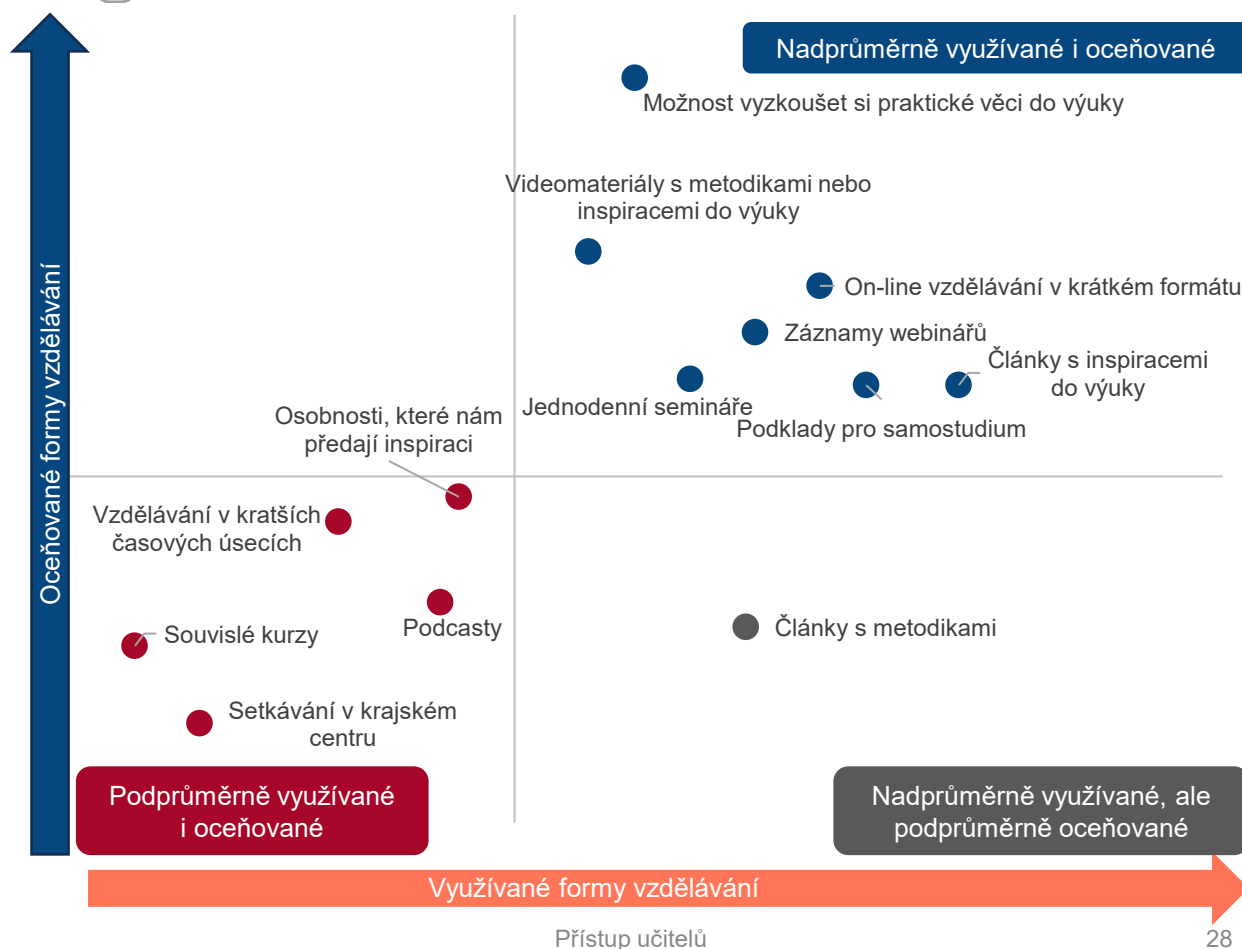 Nadprůměrně využívané i oceňované
Možnost vyzkoušet si praktické věci do výuky
Videomateriály s metodikami nebo
inspiracemi do výuky
On-line vzdělávání v krátkém formátu
Záznamy webinářů
Články s inspiracemi
do výuky
Jednodenní semináře
Podklady pro samostudium
Osobnosti, které nám
předají inspiraci
Vzdělávání v kratších
časových úsecích
Podcasty
Souvislé kurzy
Články s metodikami
Setkávání v krajském
centru
Oceňované formy vzdělávání
Podprůměrně využívané
i oceňované
Nadprůměrně využívané, ale
podprůměrně oceňované
Využívané formy vzdělávání
Přístup učitelů
28